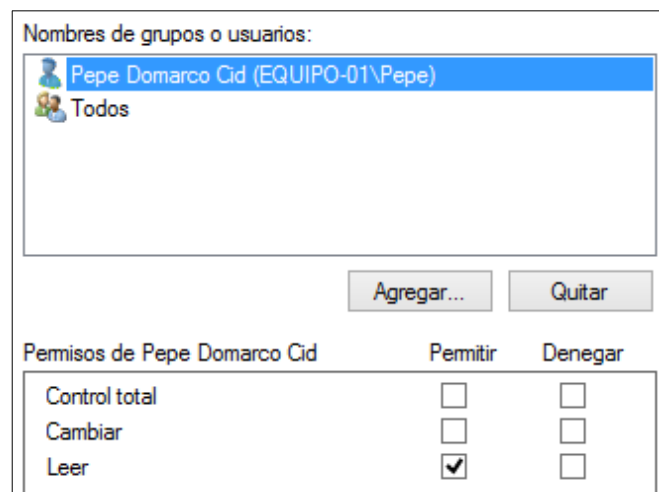 Nombres de grupos o usuarios:
Pepe Domarco Cid (EQUIPO-01\Pepe)
Todos
Agregar... Quitar
Permisos de Pepe Domarco Cid Permitir Denegar
Control total
Cambiar
Leer